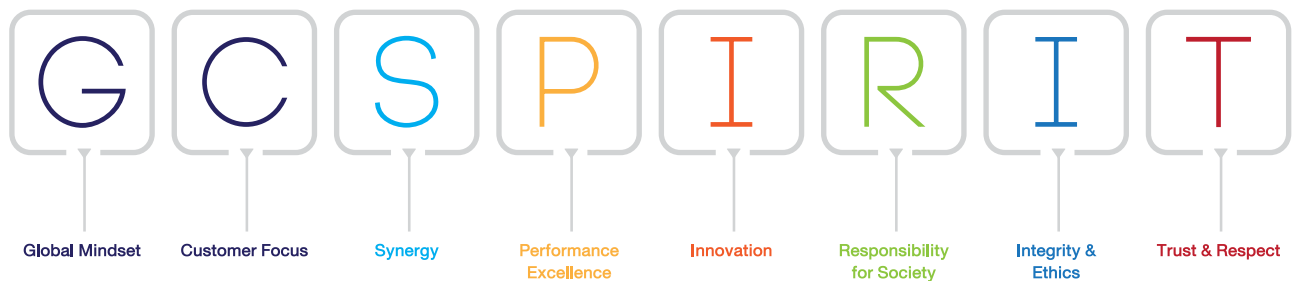 G C S P I R I T
Global Mindset Customer Focus Synergy Performance Innovation Responsibility Integrity & Trust & Respect
Excellence for Society Ethics